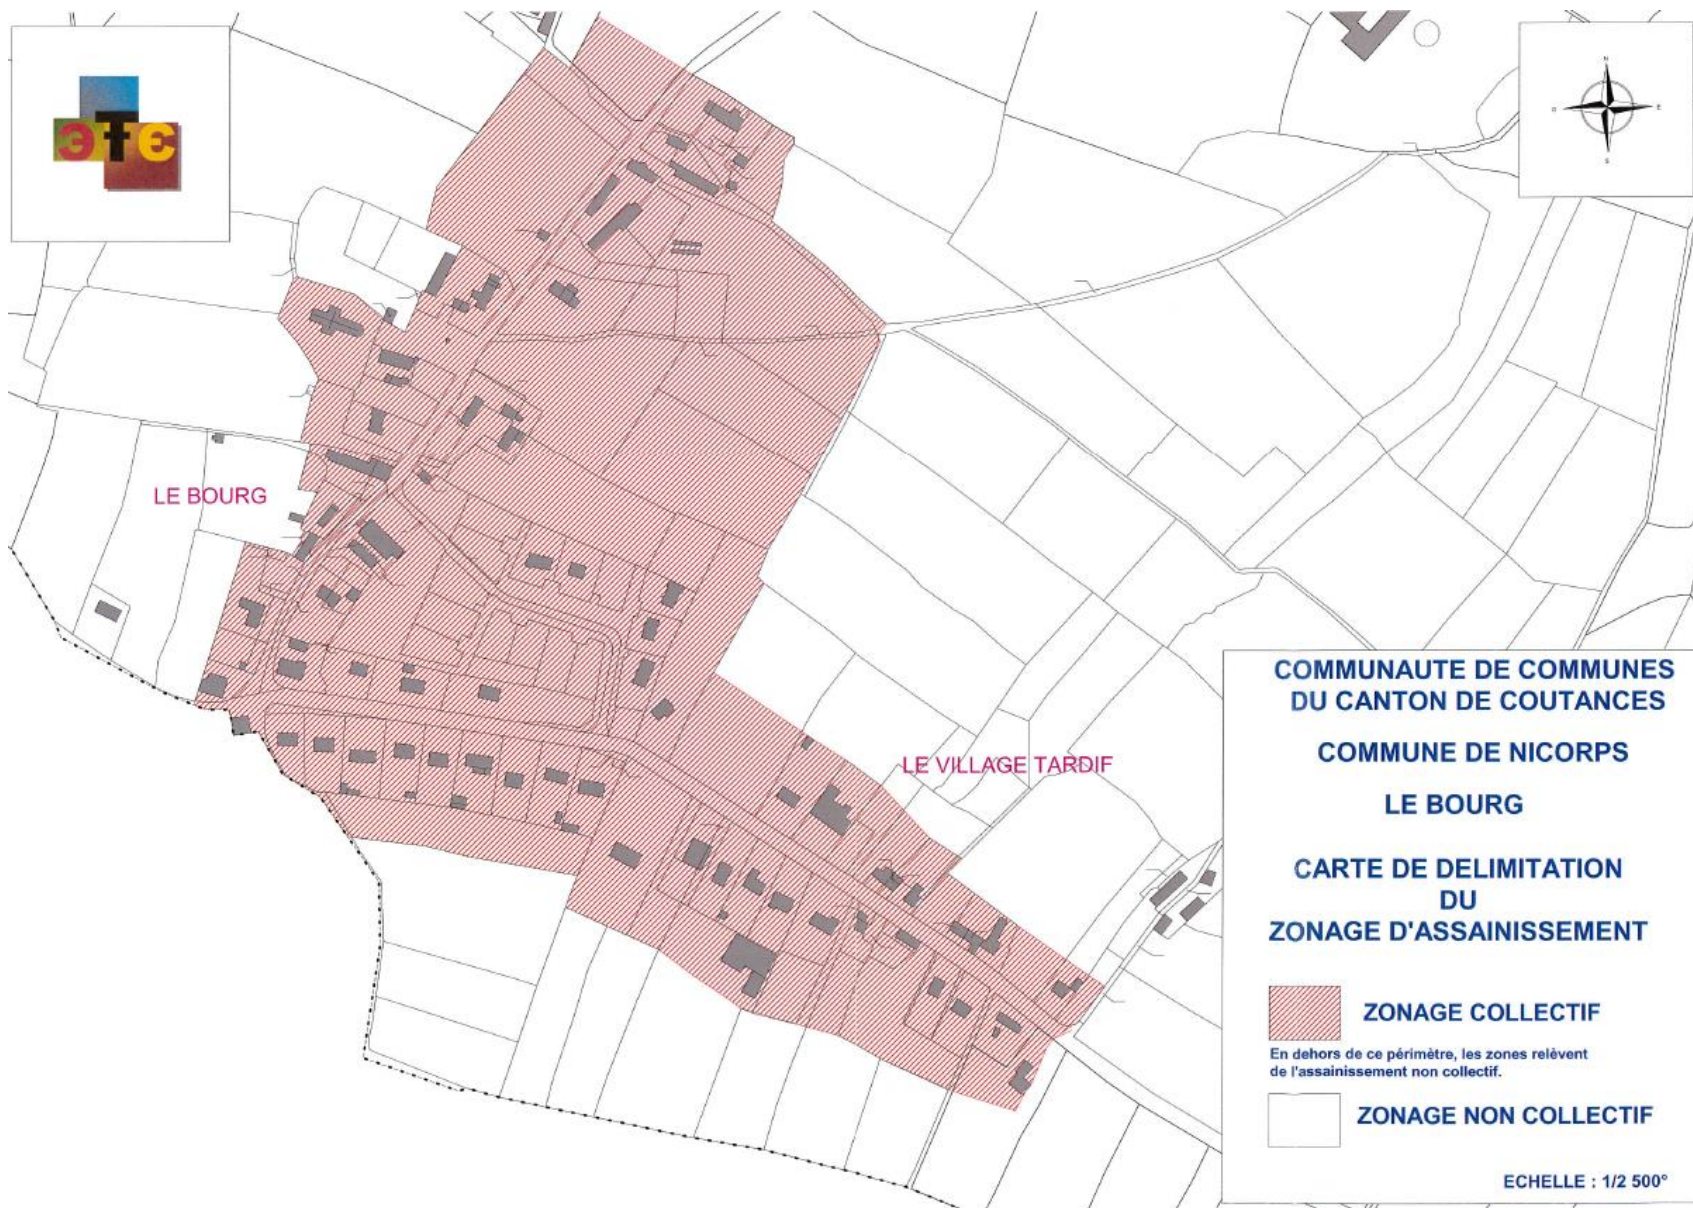 ЭTЄ
N
O
E
S
LE BOURG
LE VILLAGE TARDIF
COMMUNAUTE DE COMMUNES
DU CANTON DE COUTANCES
COMMUNE DE NICORPS
LE BOURG
CARTE DE DELIMITATION
DU
ZONAGE D'ASSAINISSEMENT
ZONAGE COLLECTIF
En dehors de ce périmètre, les zones relèvent
de l'assainissement non collectif.
ZONAGE NON COLLECTIF
ECHELLE : 1/2 500°